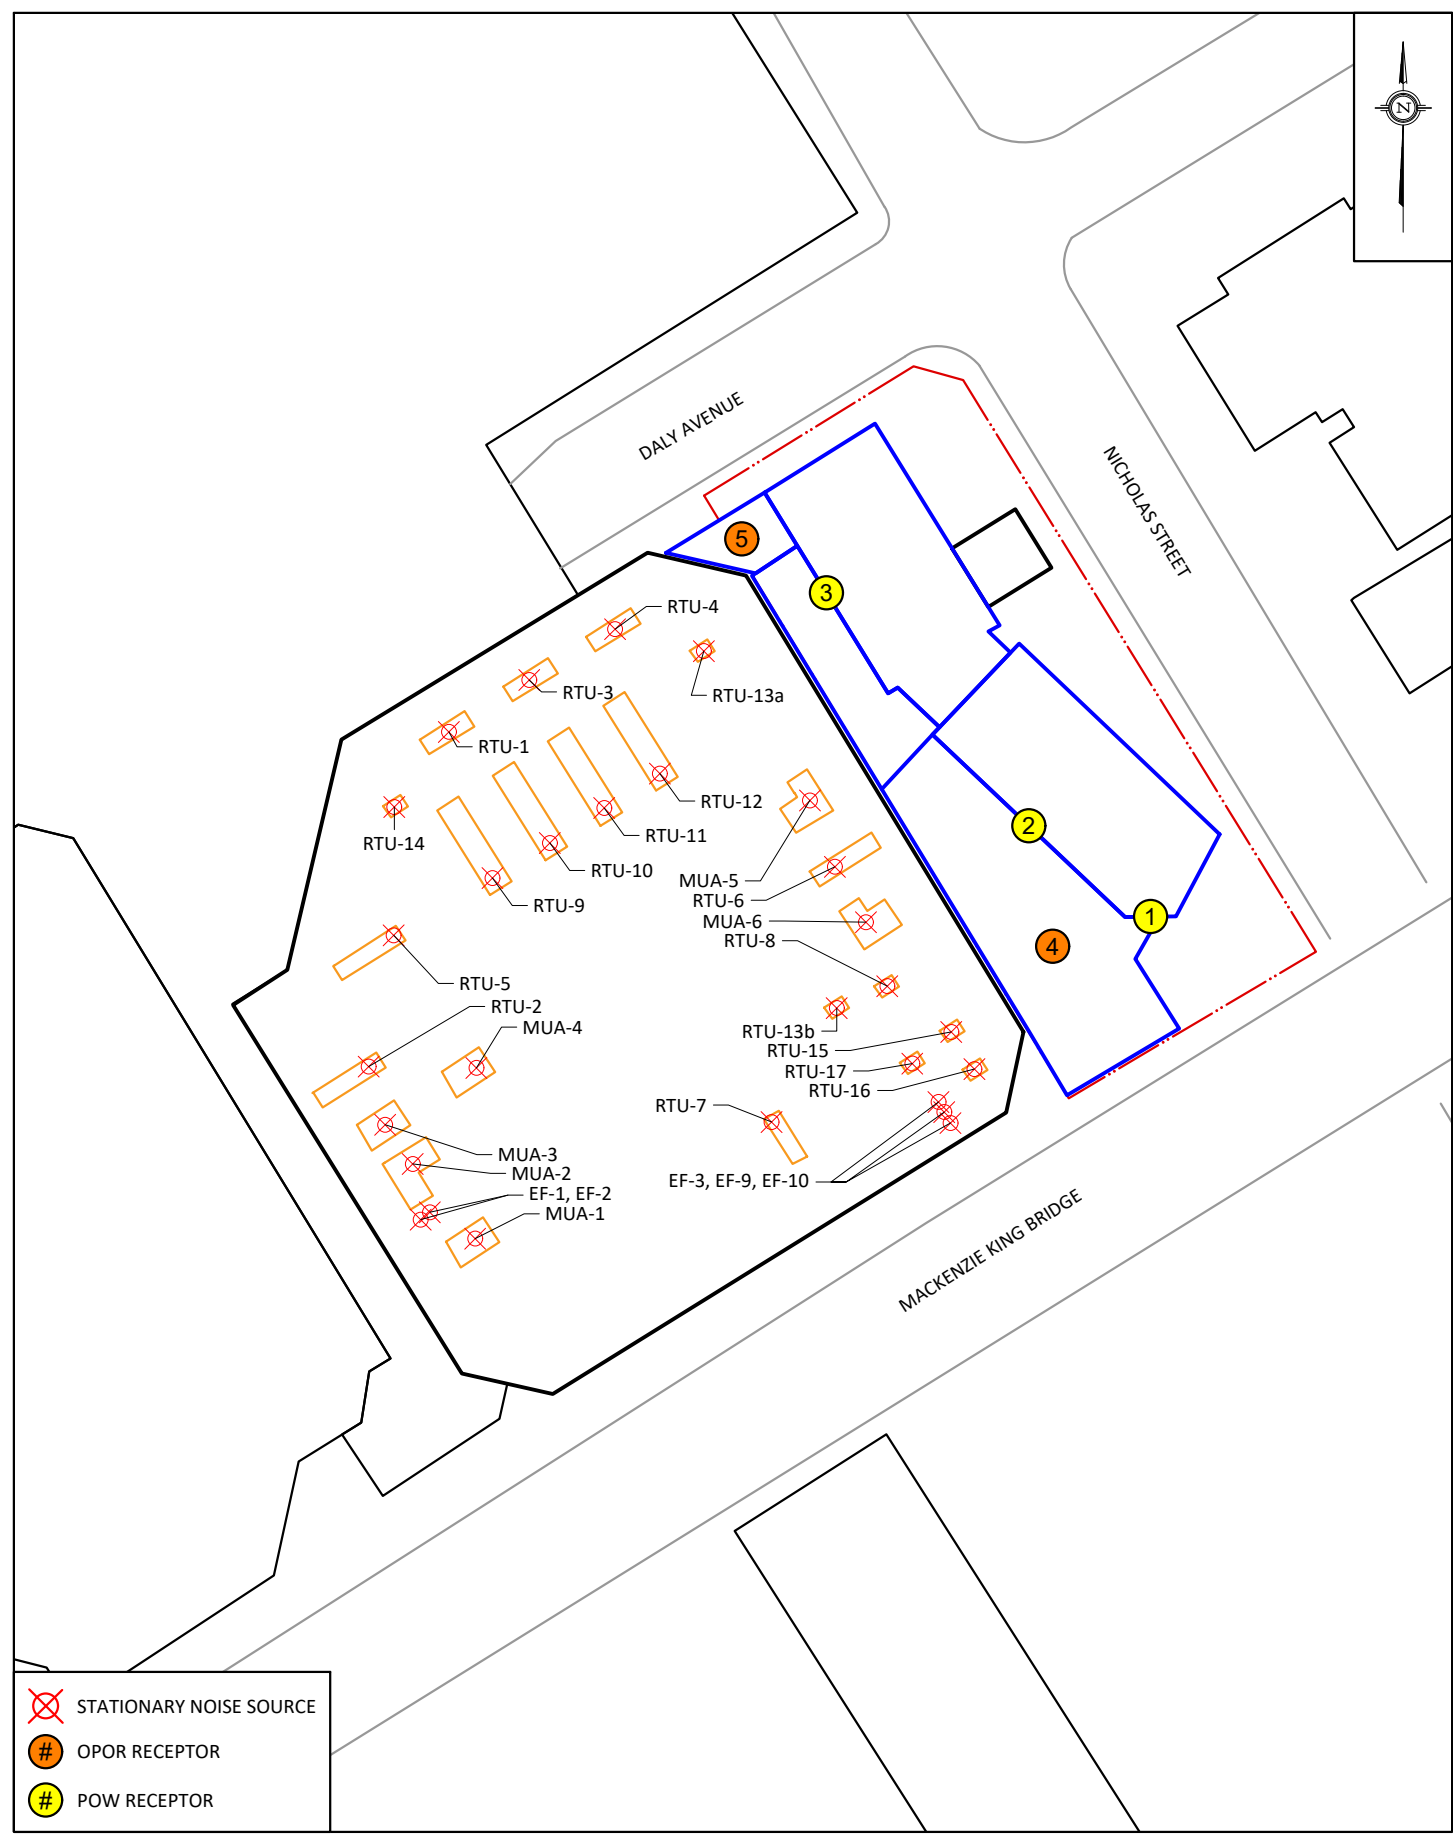 N
DALY AVENUE
NICHOLAS STREET
5
3
RTU-4
RTU-3
RTU-13a
RTU-1
RTU-12
RTU-14
RTU-11
RTU-10
MUA-5
RTU-6
RTU-9
MUA-6
RTU-8
2
1
4
RTU-5
RTU-2
MUA-4
RTU-13b
RTU-15
RTU-17
RTU-16
RTU-7
MUA-3
MUA-2
EF-3, EF-9, EF-10
EF-1, EF-2
MUA-1
MACKENZIE KING BRIDGE
STATIONARY NOISE SOURCE
# OPOR RECEPTOR
# POW RECEPTOR